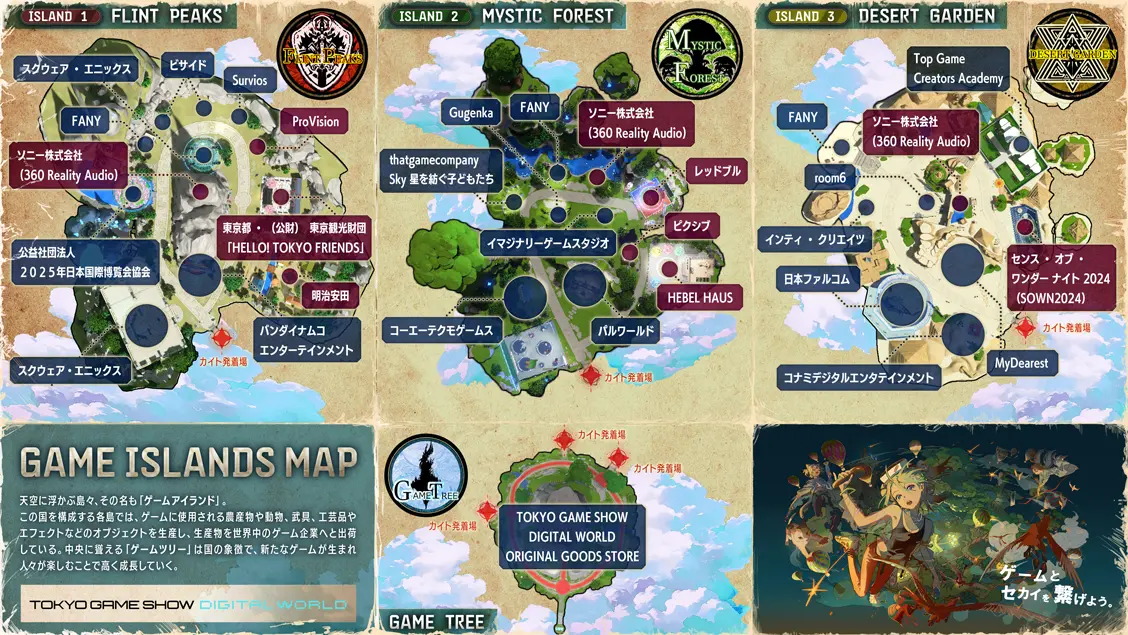 ISLAND 1 FLINT PEAKS
FLINT PEAKS
スクウェア・エニックス
ビサイド
Survios
FANY
ProVision
ソニー株式会社
(360 Reality Audio)
東京都・（公財） 東京観光財団
「HELLO! TOKYO FRIENDS」
公益社団法人
２０２５年日本国際博覧会協会
明治安田
カイト発着場
バンダイナムコ
エンターテインメント
スクウェア・エニックス
ISLAND 2 MYSTIC FOREST
MYSTIC
FOREST
Gugenka
FANY
ソニー株式会社
(360 Reality Audio)
thatgamecompany
Sky 星を紡ぐ子どもたち
レッドブル
ピクシブ
イマジナリーゲームスタジオ
HEBEL HAUS
コーエーテクモゲームス
パルワールド
カイト発着場
ISLAND 3 DESERT GARDEN
DESERT GARDEN
Top Game
Creators Academy
FANY
ソニー株式会社
(360 Reality Audio)
room6
インティ・クリエイツ
日本ファルコム
センス・オブ・
ワンダー ナイト 2024
（SOWN2024）
カイト発着場
MyDearest
コナミデジタルエンタテインメント
GAME ISLANDS MAP
天空に浮かぶ島々、その名も「ゲームアイランド」。
この国を構成する各島では、ゲームに使用される農産物や動物、武具、工芸品や
エフェクトなどのオブジェクトを生産し、生産物を世界中のゲーム企業へと出荷
している。中央に聳える「ゲームツリー」は国の象徴で、新たなゲームが生まれ
人々が楽しむことで高く成長していく。
TOKYO GAME SHOW DIGITAL WORLD
GAME TREE
カイト発着場
カイト発着場
カイト発着場
TOKYO GAME SHOW
DIGITAL WORLD
ORIGINAL GOODS STORE
GAME TREE
ゲームと
セカイを繋げよう。